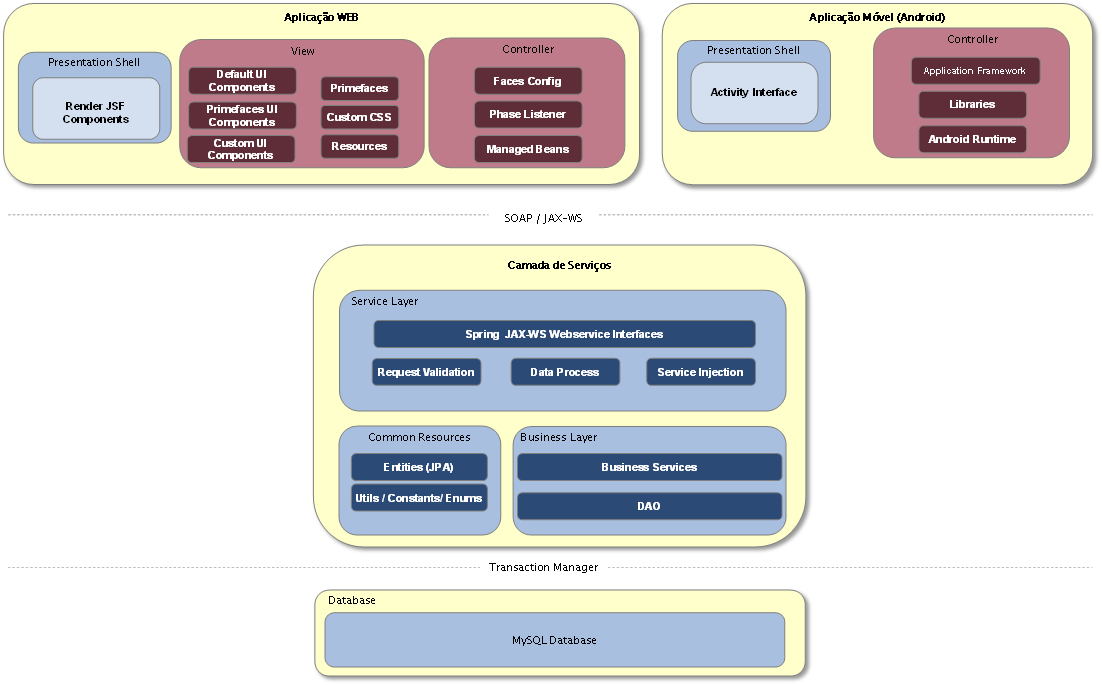 Aplicação WEB
Presentation Shell
Render JSF
Components
View
Default UI
Components
Primefaces UI
Components
Custom UI
Components
Primefaces
Custom CSS
Resources
Controller
Faces Config
Phase Listener
Managed Beans
Aplicação Móvel (Android)
Presentation Shell
Activity Interface
Controller
Application Framework
Libraries
Android Runtime
SOAP / JAX-WS
Camada de Serviços
Service Layer
Spring JAX-WS Webservice Interfaces
Request Validation
Data Process
Service Injection
Common Resources
Entities (JPA)
Utils / Constants/ Enums
Business Layer
Business Services
DAO
Transaction Manager
Database
MySQL Database